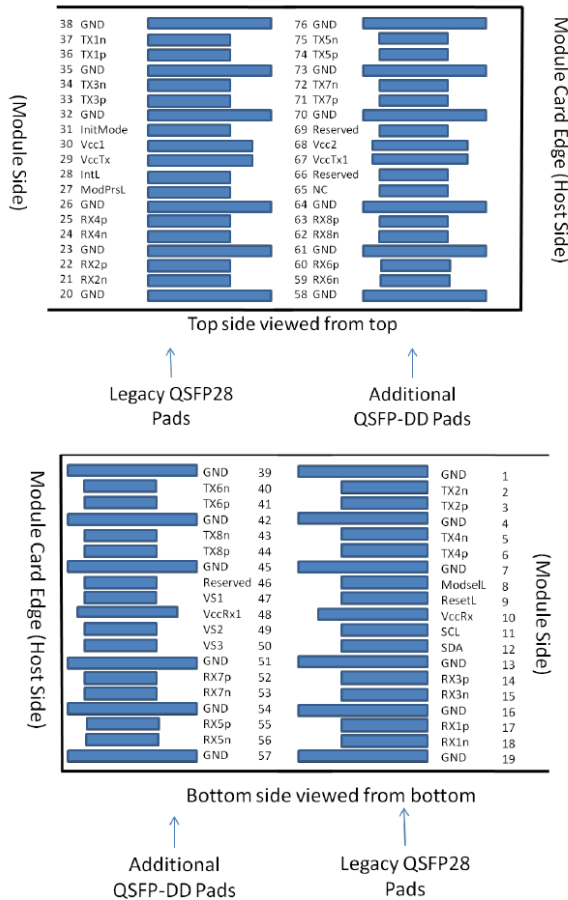 38 GND
37 TX1n
36 TX1p
35 GND
34 TX3n
33 TX3p
32 GND
31 InitMode
30 Vcc1
29 VccTx
28 IntL
27 ModPrsL
26 GND
25 RX4p
24 RX4n
23 GND
22 RX2p
21 RX2n
20 GND
76 GND
75 TX5n
74 TX5p
73 GND
72 TX7n
71 TX7p
70 GND
69 Reserved
68 Vcc2
67 VccTx1
66 Reserved
65 NC
64 GND
63 RX8p
62 RX8n
61 GND
60 RX6p
59 RX6n
58 GND
(Module Side)
Module Card Edge (Host Side)
Top side viewed from top
Legacy QSFP28
Pads
Additional
QSFP-DD Pads
Module Card Edge (Host Side)
GND 39
TX6n 40
TX6p 41
GND 42
TX8n 43
TX8p 44
GND 45
Reserved 46
VS1 47
VccRx1 48
VS2 49
VS3 50
GND 51
RX7p 52
RX7n 53
GND 54
RX5p 55
RX5n 56
GND 57
GND 1
TX2n 2
TX2p 3
GND 4
TX4n 5
TX4p 6
GND 7
ModselL 8
ResetL 9
VccRx 10
SCL 11
SDA 12
GND 13
RX3p 14
RX3n 15
GND 16
RX1p 17
RX1n 18
GND 19
(Module Side)
Bottom side viewed from bottom
Additional
QSFP-DD Pads
Legacy QSFP28
Pads